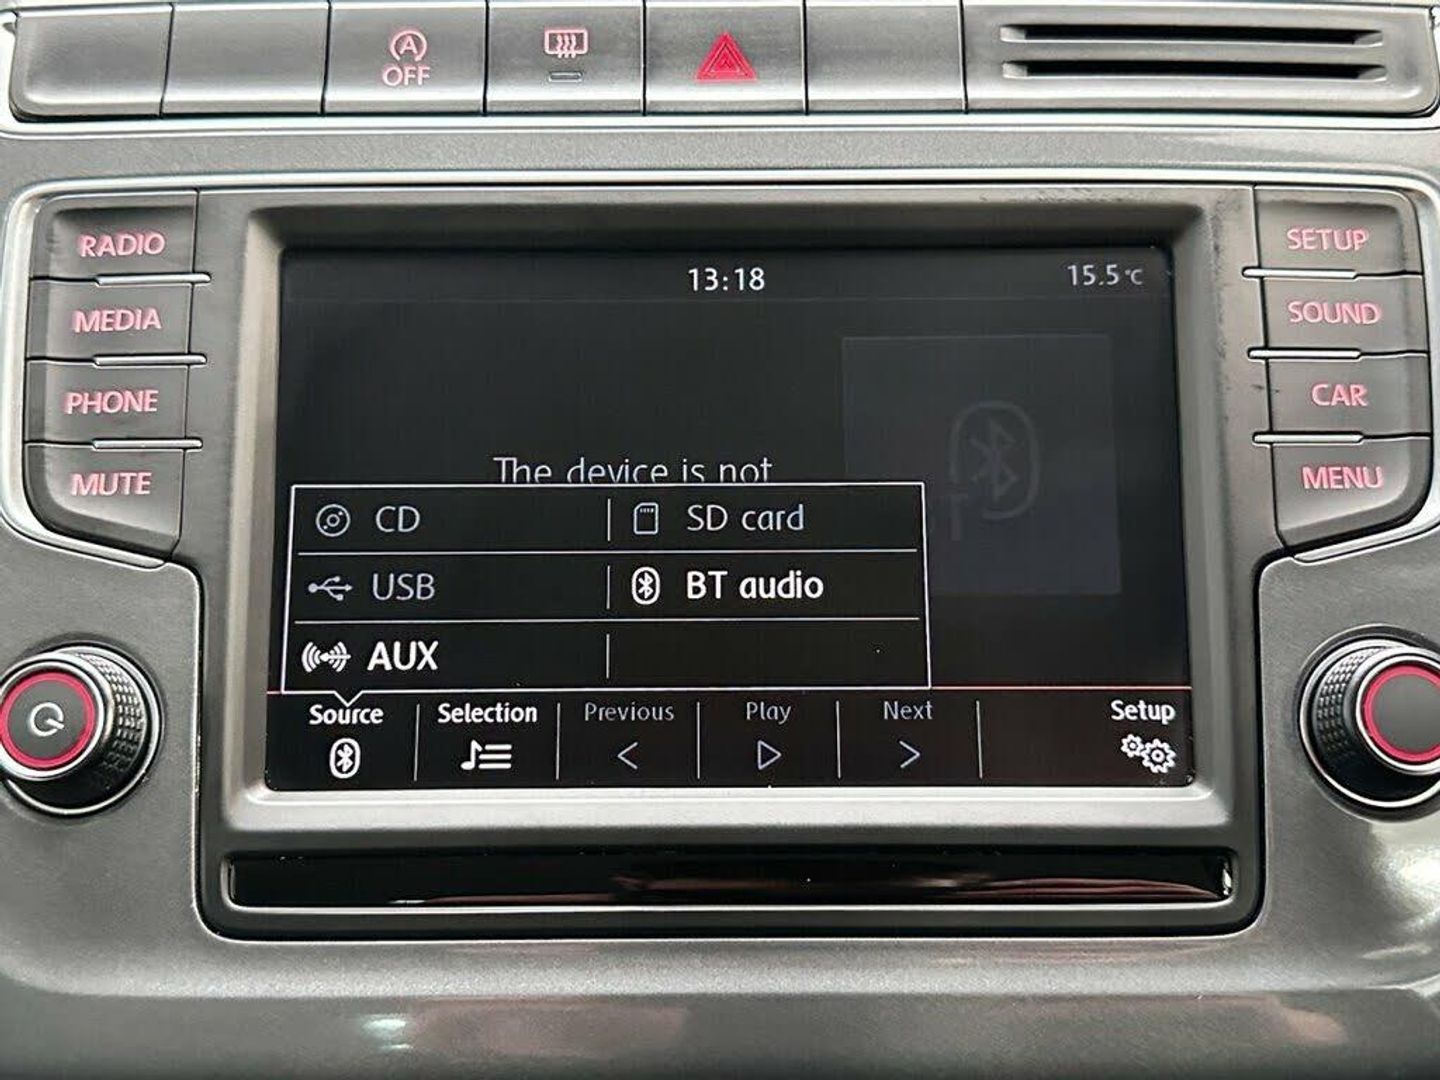 A
OFF
RADIO
MEDIA
PHONE
MUTE
SETUP
SOUND
CAR
MENU
13:18
15.5 °C
The device is not
CD
SD card
USB
BT audio
AUX
Source
Selection
Previous
Play
Next
Setup